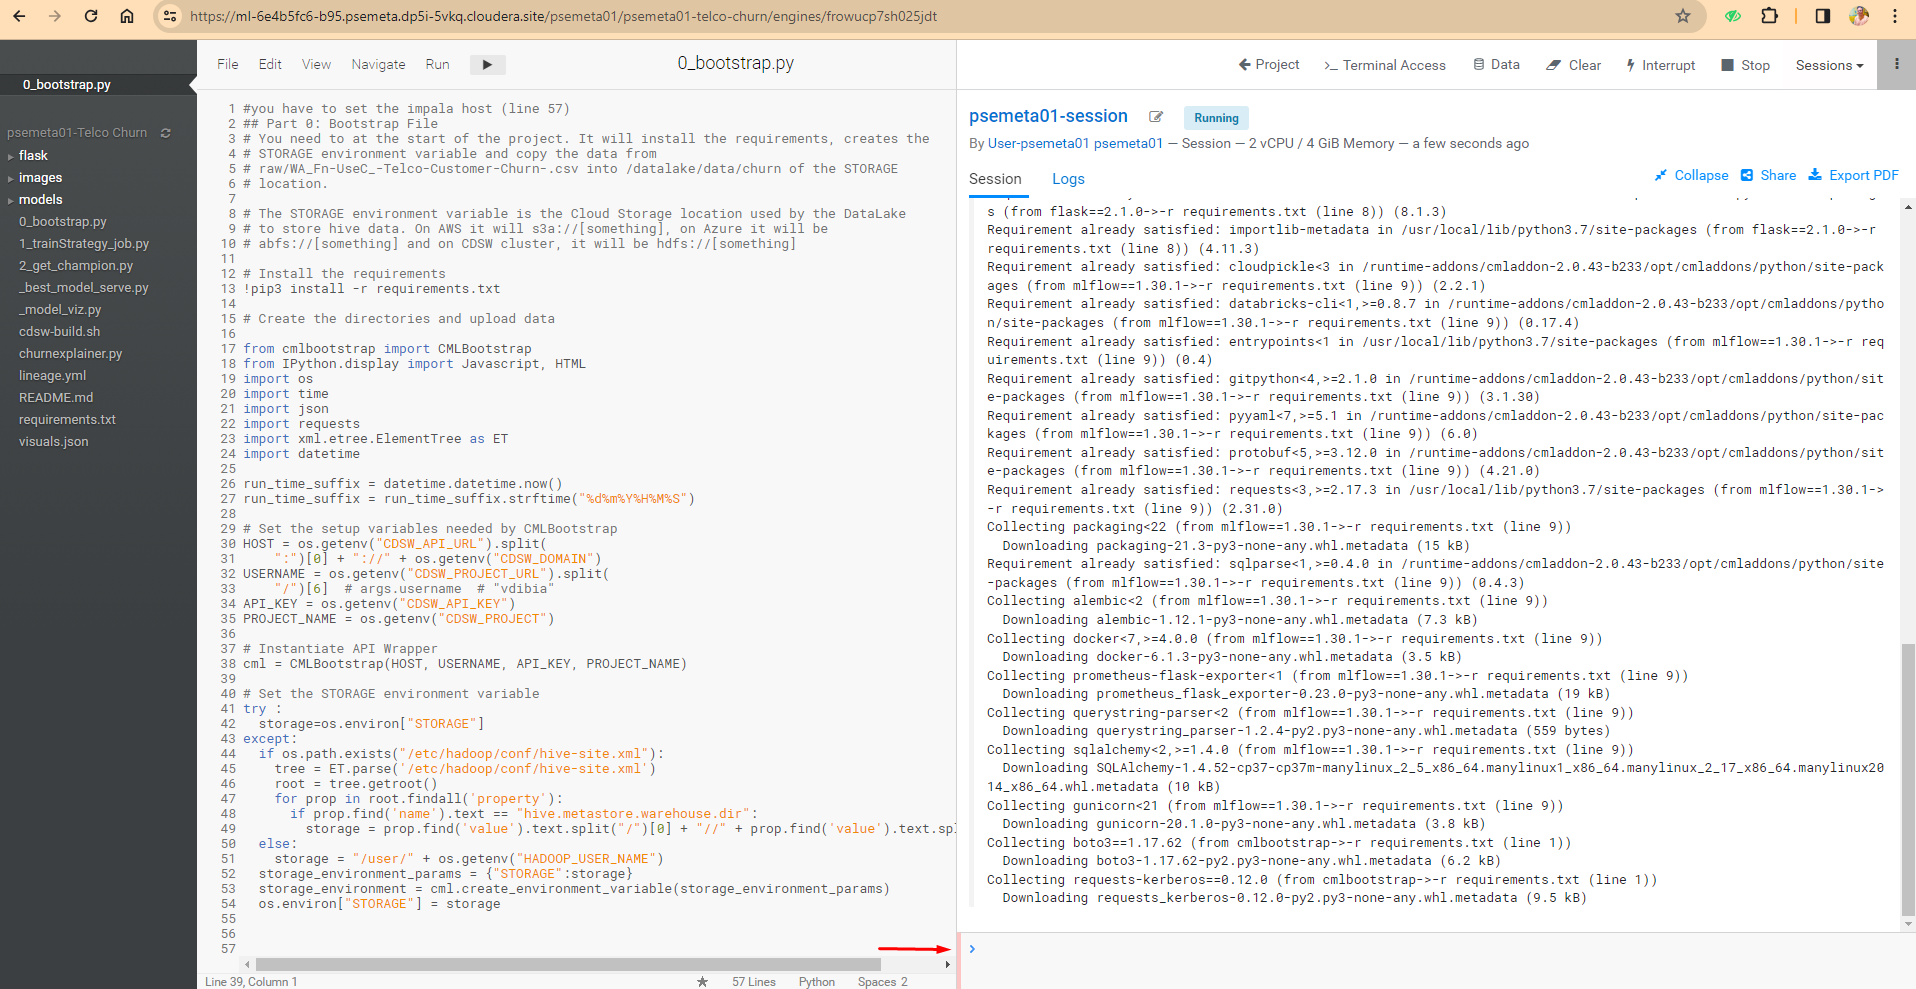 https://ml-6e4b5fc6-b95.psemeta.dp5i-5vkq.cloudera.site/psemeta01/psemeta01-telco-churn/engines/frowucp7sh025jdt
0_bootstrap.py
psemeta01-Telco Churn
flask
images
models
0_bootstrap.py
1_trainStrategy_job.py
2_get_champion.py
_best_model_serve.py
_model_viz.py
cdsw-build.sh
churnexplainer.py
lineage.yml
README.md
requirements.txt
visuals.json
File Edit View Navigate Run
0_bootstrap.py
1 #you have to set the impala host (line 57)
2 ## Part 0: Bootstrap File
3 # You need to at the start of the project. It will install the requirements, creates the
4 # STORAGE environment variable and copy the data from
5 # raw/WA_Fn-UseC_-Telco-Customer-Churn-.csv into /datalake/data/churn of the STORAGE
6 # location.
7
8 # The STORAGE environment variable is the Cloud Storage location used by the DataLake
9 # to store hive data. On AWS it will s3a://[something], on Azure it will be
10 # abfs://[something] and on CDSW cluster, it will be hdfs://[something]
11
12 # Install the requirements
13 !pip3 install -r requirements.txt
14
15 # Create the directories and upload data
16
17 from cmlbootstrap import CMLBootstrap
18 from IPython.display import Javascript, HTML
19 import os
20 import time
21 import json
22 import requests
23 import xml.etree.ElementTree as ET
24 import datetime
25
26 run_time_suffix = datetime.datetime.now()
27 run_time_suffix = run_time_suffix.strftime("%d%m%Y%H%M%S")
28
29 # Set the setup variables needed by CMLBootstrap
30 HOST = os.getenv("CDSW_API_URL").split(
31     ":")[0] + "://" + os.getenv("CDSW_DOMAIN")
32 USERNAME = os.getenv("CDSW_PROJECT_URL").split(
33     "/")[6]  # args.username  # "vdibia"
34 API_KEY = os.getenv("CDSW_API_KEY")
35 PROJECT_NAME = os.getenv("CDSW_PROJECT")
36
37 # Instantiate API Wrapper
38 cml = CMLBootstrap(HOST, USERNAME, API_KEY, PROJECT_NAME)
39
40 # Set the STORAGE environment variable
41 try :
42   storage=os.environ["STORAGE"]
43 except:
44   if os.path.exists("/etc/hadoop/conf/hive-site.xml"):
45     tree = ET.parse('/etc/hadoop/conf/hive-site.xml')
46     root = tree.getroot()
47     for prop in root.findall('property'):
48       if prop.find('name').text == "hive.metastore.warehouse.dir":
49         storage = prop.find('value').text.split("/")[0] + "//" + prop.find('value').text.spl
50   else:
51     storage = "/user/" + os.getenv("HADOOP_USER_NAME")
52   storage_environment_params = {"STORAGE":storage}
53   storage_environment = cml.create_environment_variable(storage_environment_params)
54   os.environ["STORAGE"] = storage
55
56
57
Line 39, Column 1 ★ 57 Lines Python Spaces 2
Project Terminal Access Data Clear Interrupt Stop Sessions
psemeta01-session Running
By User-psemeta01 psemeta01 — Session — 2 vCPU / 4 GiB Memory — a few seconds ago
Session Logs Collapse Share Export PDF
s (from flask==2.1.0->-r requirements.txt (line 8)) (8.1.3)
Requirement already satisfied: importlib-metadata in /usr/local/lib/python3.7/site-packages (from flask==2.1.0->-r
requirements.txt (line 8)) (4.11.3)
Requirement already satisfied: cloudpickle<3 in /runtime-addons/cmladdon-2.0.43-b233/opt/cmladdons/python/site-pack
ages (from mlflow==1.30.1->-r requirements.txt (line 9)) (2.2.1)
Requirement already satisfied: databricks-cli<1,>=0.8.7 in /runtime-addons/cmladdon-2.0.43-b233/opt/cmladdons/pytho
n/site-packages (from mlflow==1.30.1->-r requirements.txt (line 9)) (0.17.4)
Requirement already satisfied: entrypoints<1 in /usr/local/lib/python3.7/site-packages (from mlflow==1.30.1->-r req
uirements.txt (line 9)) (0.4)
Requirement already satisfied: gitpython<4,>=2.1.0 in /runtime-addons/cmladdon-2.0.43-b233/opt/cmladdons/python/sit
e-packages (from mlflow==1.30.1->-r requirements.txt (line 9)) (3.1.30)
Requirement already satisfied: pyyaml<7,>=5.1 in /runtime-addons/cmladdon-2.0.43-b233/opt/cmladdons/python/site-pac
kages (from mlflow==1.30.1->-r requirements.txt (line 9)) (6.0)
Requirement already satisfied: protobuf<5,>=3.12.0 in /runtime-addons/cmladdon-2.0.43-b233/opt/cmladdons/python/sit
e-packages (from mlflow==1.30.1->-r requirements.txt (line 9)) (4.21.0)
Requirement already satisfied: requests<3,>=2.17.3 in /usr/local/lib/python3.7/site-packages (from mlflow==1.30.1->
-r requirements.txt (line 9)) (2.31.0)
Collecting packaging<22 (from mlflow==1.30.1->-r requirements.txt (line 9))
  Downloading packaging-21.3-py3-none-any.whl.metadata (15 kB)
Requirement already satisfied: sqlparse<1,>=0.4.0 in /runtime-addons/cmladdon-2.0.43-b233/opt/cmladdons/python/site
-packages (from mlflow==1.30.1->-r requirements.txt (line 9)) (0.4.3)
Collecting alembic<2 (from mlflow==1.30.1->-r requirements.txt (line 9))
  Downloading alembic-1.12.1-py3-none-any.whl.metadata (7.3 kB)
Collecting docker<7,>=4.0.0 (from mlflow==1.30.1->-r requirements.txt (line 9))
  Downloading docker-6.1.3-py3-none-any.whl.metadata (3.5 kB)
Collecting prometheus-flask-exporter<1 (from mlflow==1.30.1->-r requirements.txt (line 9))
  Downloading prometheus_flask_exporter-0.23.0-py3-none-any.whl.metadata (19 kB)
Collecting querystring-parser<2 (from mlflow==1.30.1->-r requirements.txt (line 9))
  Downloading querystring_parser-1.2.4-py2.py3-none-any.whl.metadata (559 bytes)
Collecting sqlalchemy<2,>=1.4.0 (from mlflow==1.30.1->-r requirements.txt (line 9))
  Downloading SQLAlchemy-1.4.52-cp37-cp37m-manylinux_2_5_x86_64.manylinux1_x86_64.manylinux_2_17_x86_64.manylinux20
14_x86_64.whl.metadata (10 kB)
Collecting gunicorn<21 (from mlflow==1.30.1->-r requirements.txt (line 9))
  Downloading gunicorn-20.1.0-py3-none-any.whl.metadata (3.8 kB)
Collecting boto3==1.17.62 (from cmlbootstrap->-r requirements.txt (line 1))
  Downloading boto3-1.17.62-py2.py3-none-any.whl.metadata (6.2 kB)
Collecting requests-kerberos==0.12.0 (from cmlbootstrap->-r requirements.txt (line 1))
  Downloading requests_kerberos-0.12.0-py2.py3-none-any.whl.metadata (9.5 kB)